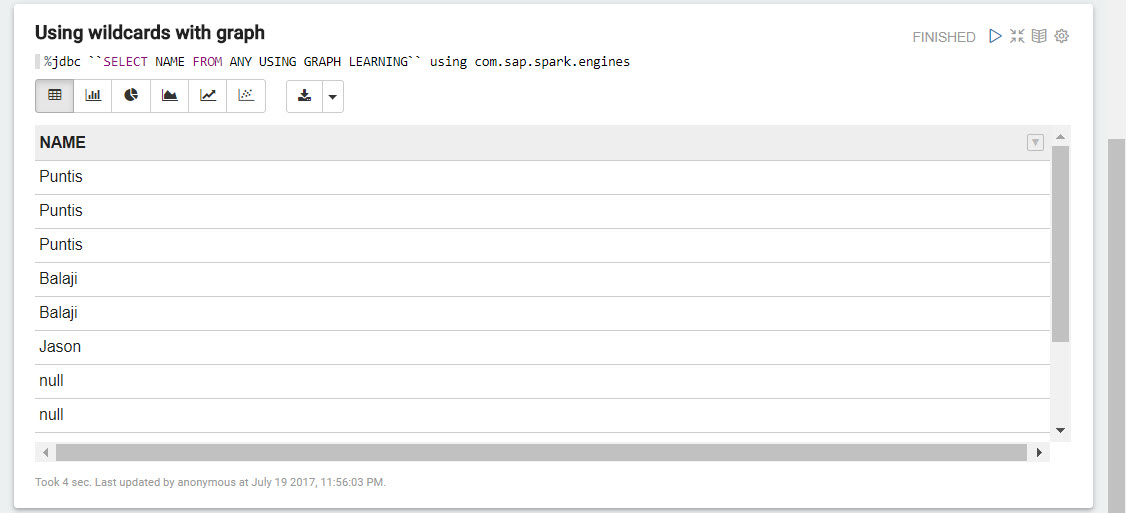 Using wildcards with graph
FINISHED
%jdbc ``SELECT NAME FROM ANY USING GRAPH LEARNING`` using com.sap.spark.engines
NAME
Puntis
Puntis
Puntis
Balaji
Balaji
Jason
null
null
Took 4 sec. Last updated by anonymous at July 19 2017, 11:56:03 PM.